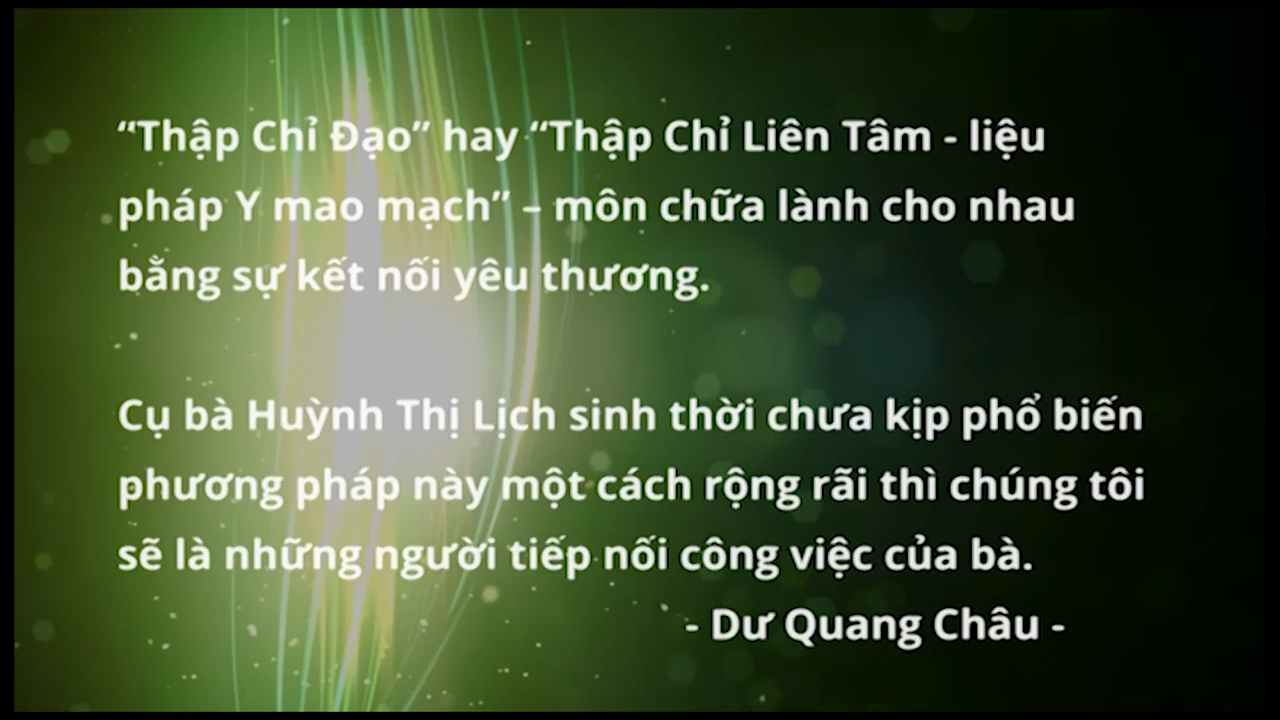 “Thập Chỉ Đạo” hay “Thập Chỉ Liên Tâm - liệu
pháp Y mao mạch” – môn chữa lành cho nhau
bằng sự kết nối yêu thương.
Cụ bà Huỳnh Thị Lịch sinh thời chưa kịp phổ biến
phương pháp này một cách rộng rãi thì chúng tôi
sẽ là những người tiếp nối công việc của bà.
- Dư Quang Châu -